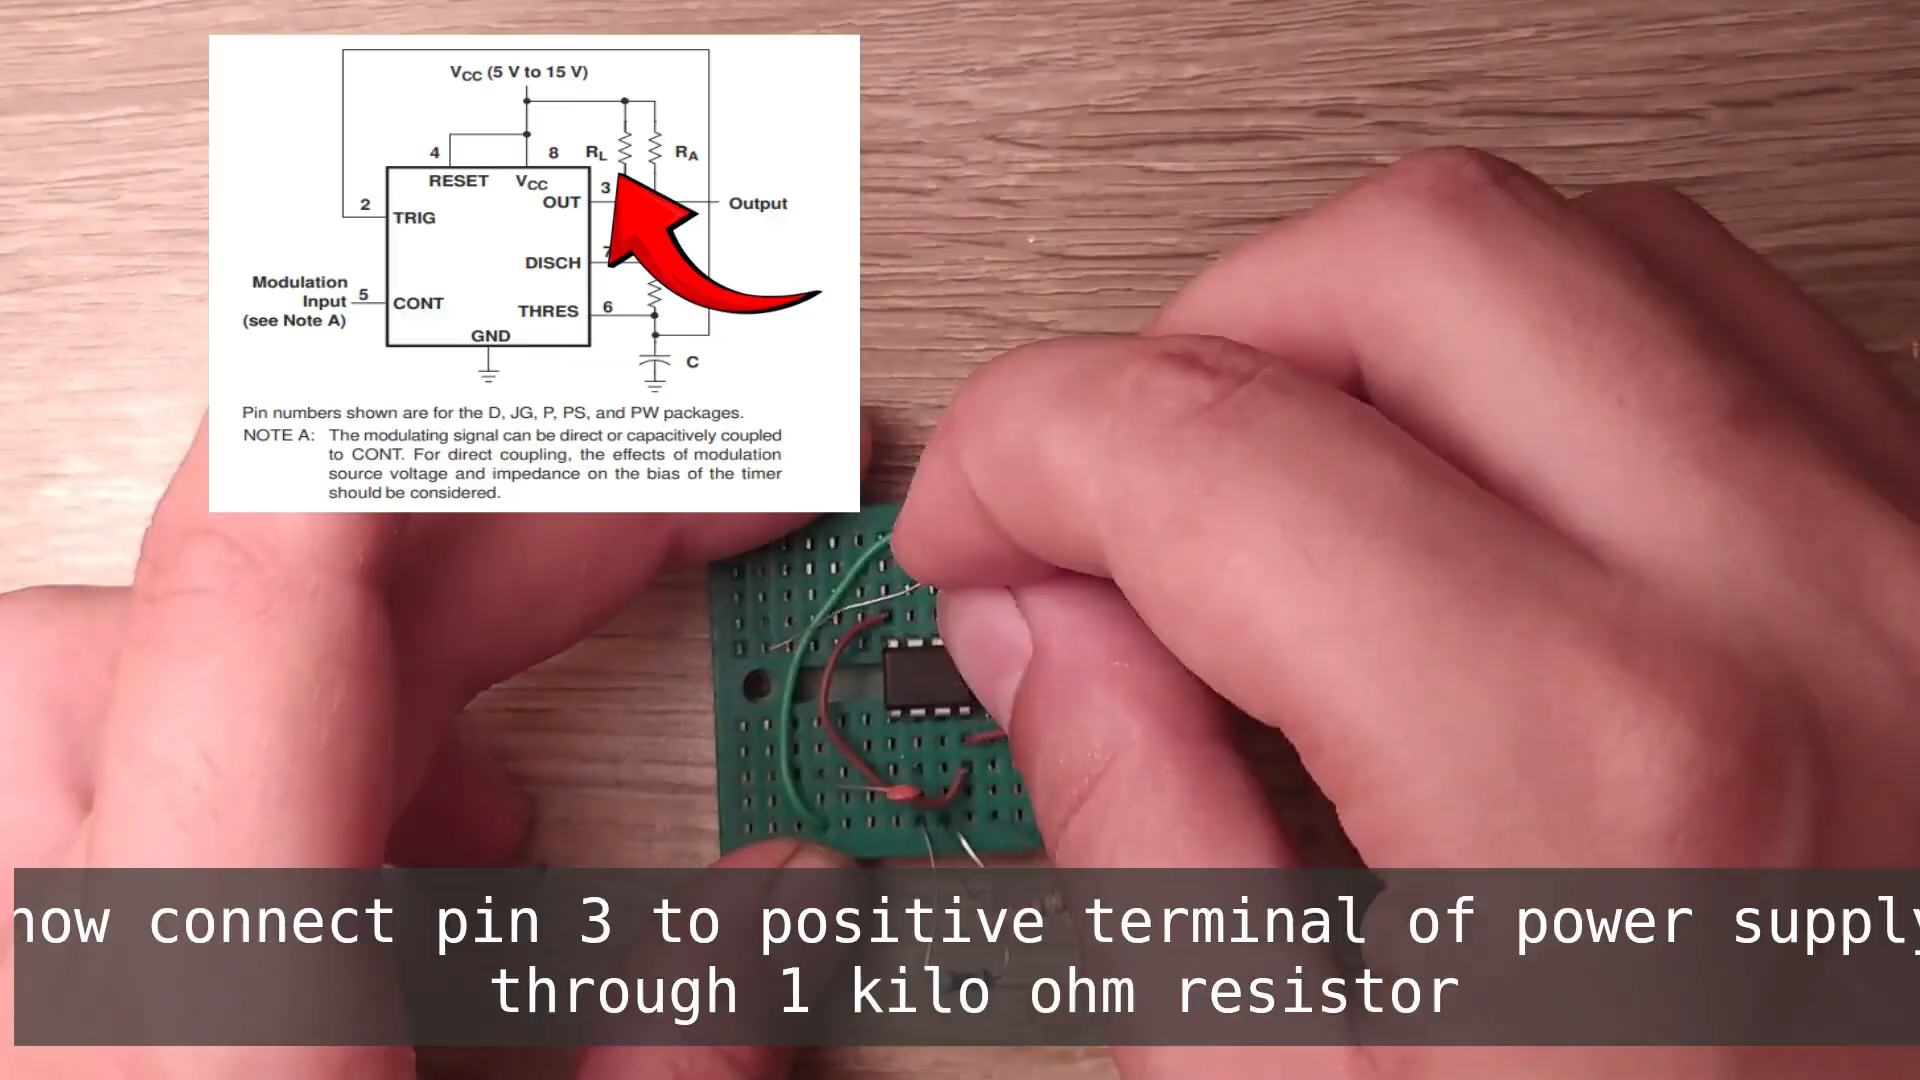 VCC (5 V to 15 V)
4
8
RL
RA
RESET
VCC
3
OUT
Output
2
TRIG
DISCH
Modulation
Input
(see Note A)
5
CONT
THRES
6
GND
C
Pin numbers shown are for the D, JG, P, PS, and PW packages.
NOTE A: The modulating signal can be direct or capacitively coupled
to CONT. For direct coupling, the effects of modulation
source voltage and impedance on the bias of the timer
should be considered.
now connect pin 3 to positive terminal of power supply
through 1 kilo ohm resistor